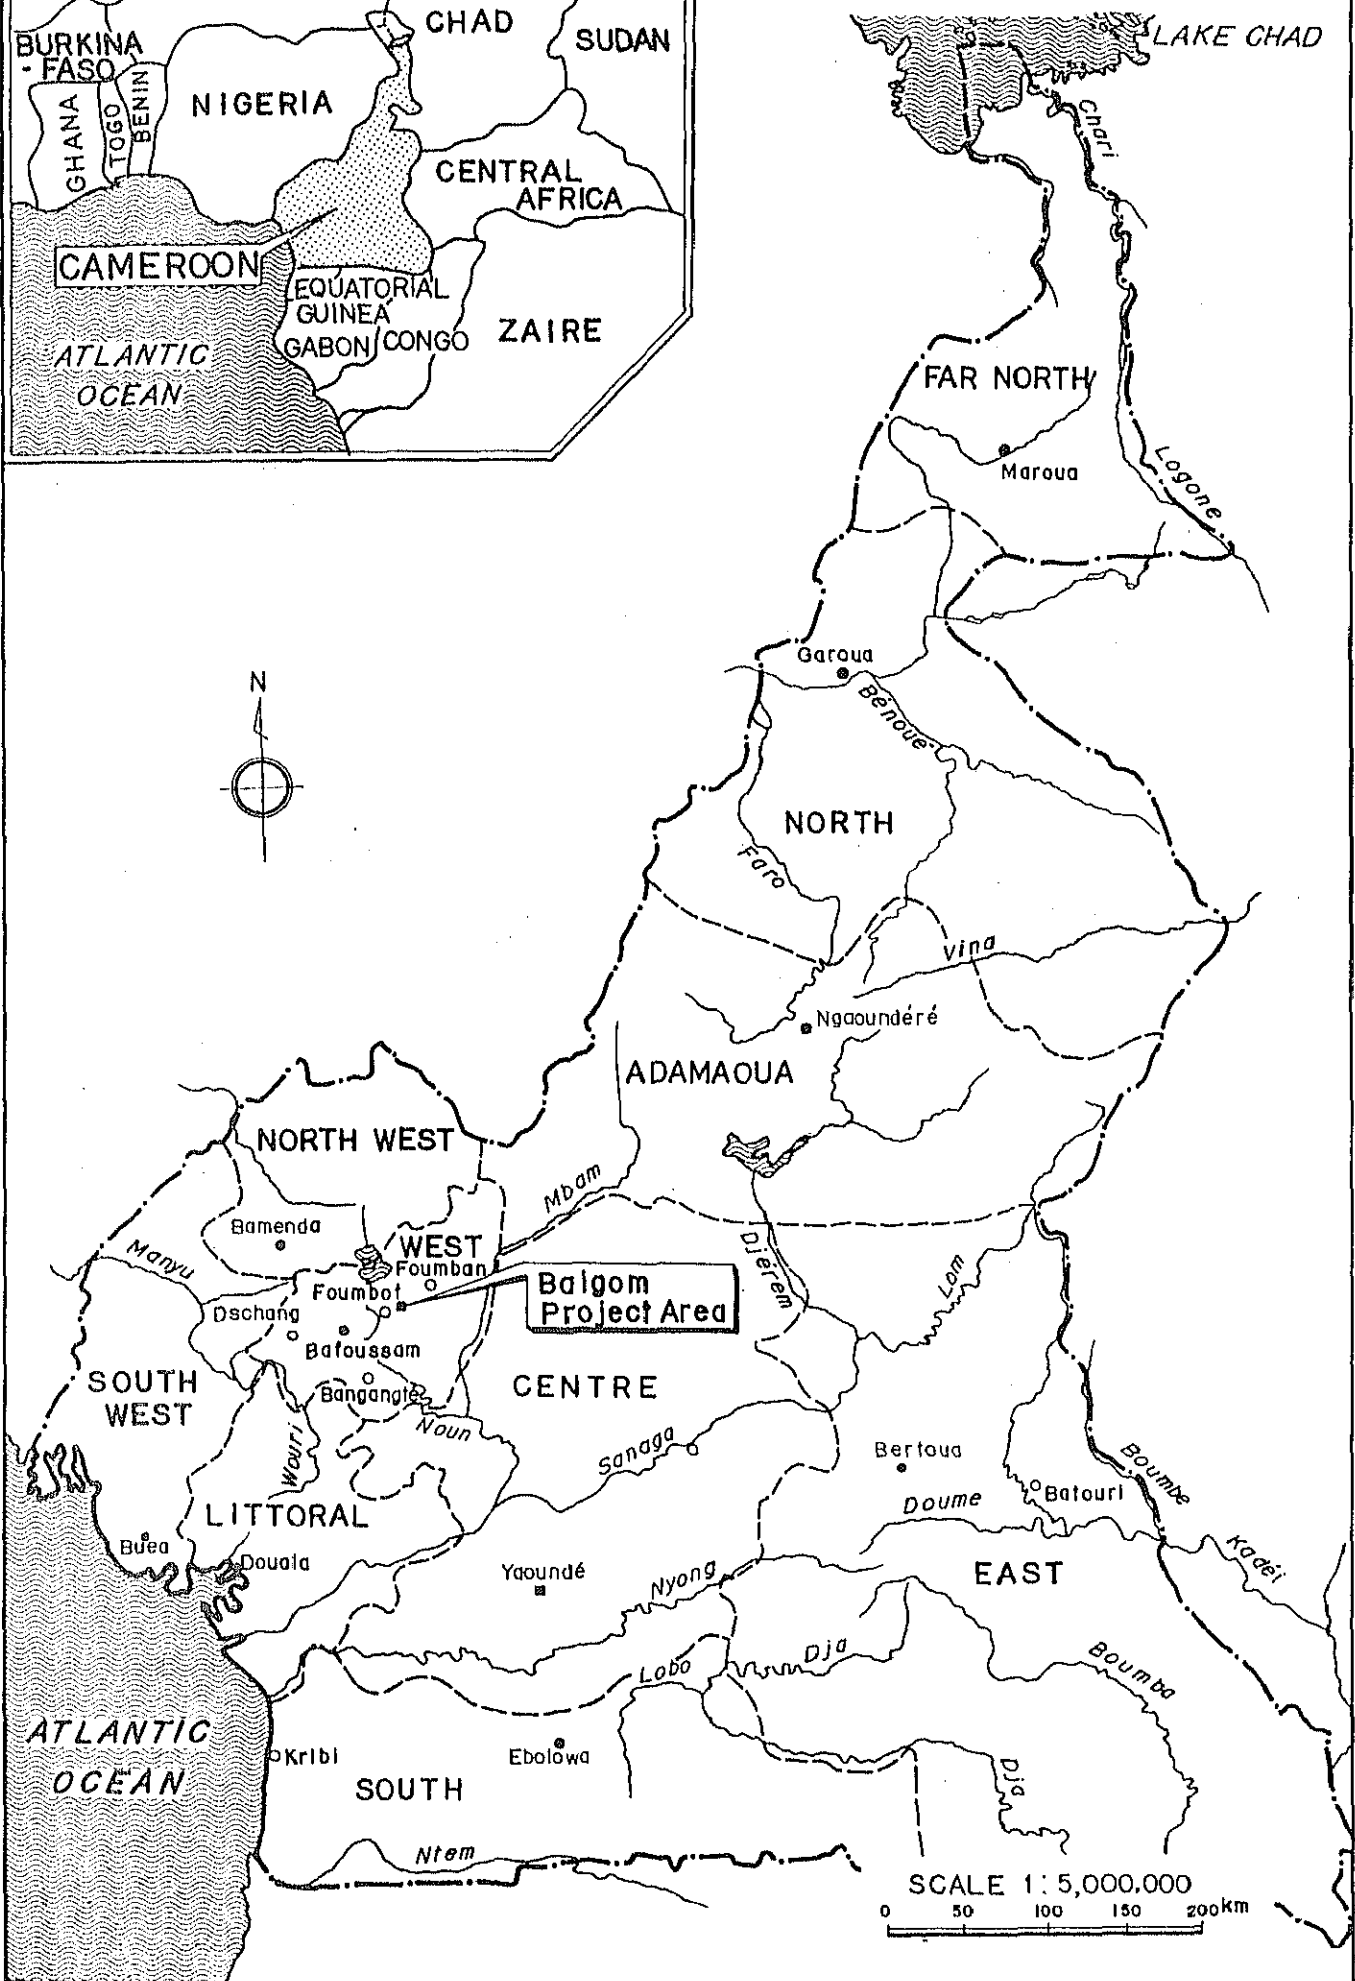 CHAD
SUDAN
BURKINA
- FASO
NIGERIA
GHANA
TOGO
BENIN
CENTRAL
AFRICA
CAMEROON
EQUATORIAL
GUINEA
GABON
CONGO
ZAIRE
ATLANTIC
OCEAN
LAKE CHAD
Chari
FAR NORTH
Maroua
Logone
N
Garoua
Bénoué
NORTH
Faro
Vina
Ngaoundéré
ADAMAOUA
NORTH WEST
Mbam
Bamenda
WEST
Manyu
Foumban
Foumbot
Baigom
Project Area
Djérem
Lom
Dschang
Bafoussam
SOUTH
WEST
Bangangté
CENTRE
Noun
Wouri
Sanaga
Bertoua
Boumbe
Batouri
Doume
LITTORAL
Buea
Douala
Yaoundé
Nyong
EAST
Kadéi
Lobo
Dja
Boumba
ATLANTIC
OCEAN
Kribi
Ebolowa
SOUTH
Dja
Ntem
SCALE 1:5,000,000
0 50 100 150 200km